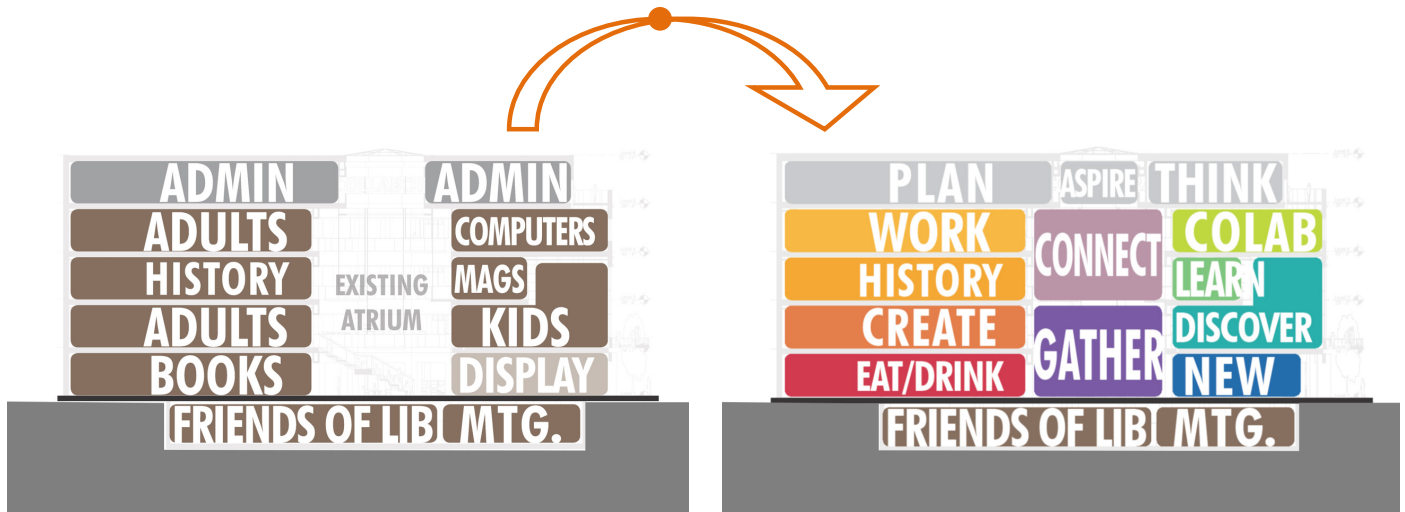 ADMIN
ADMIN
ADULTS
COMPUTERS
HISTORY
MAGS
EXISTING
ATRIUM
ADULTS
KIDS
BOOKS
DISPLAY
FRIENDS OF LIB
MTG.
PLAN
ASPIRE
THINK
WORK
CONNECT
COLAB
HISTORY
LEARN
CREATE
GATHER
DISCOVER
EAT/DRINK
NEW
FRIENDS OF LIB
MTG.